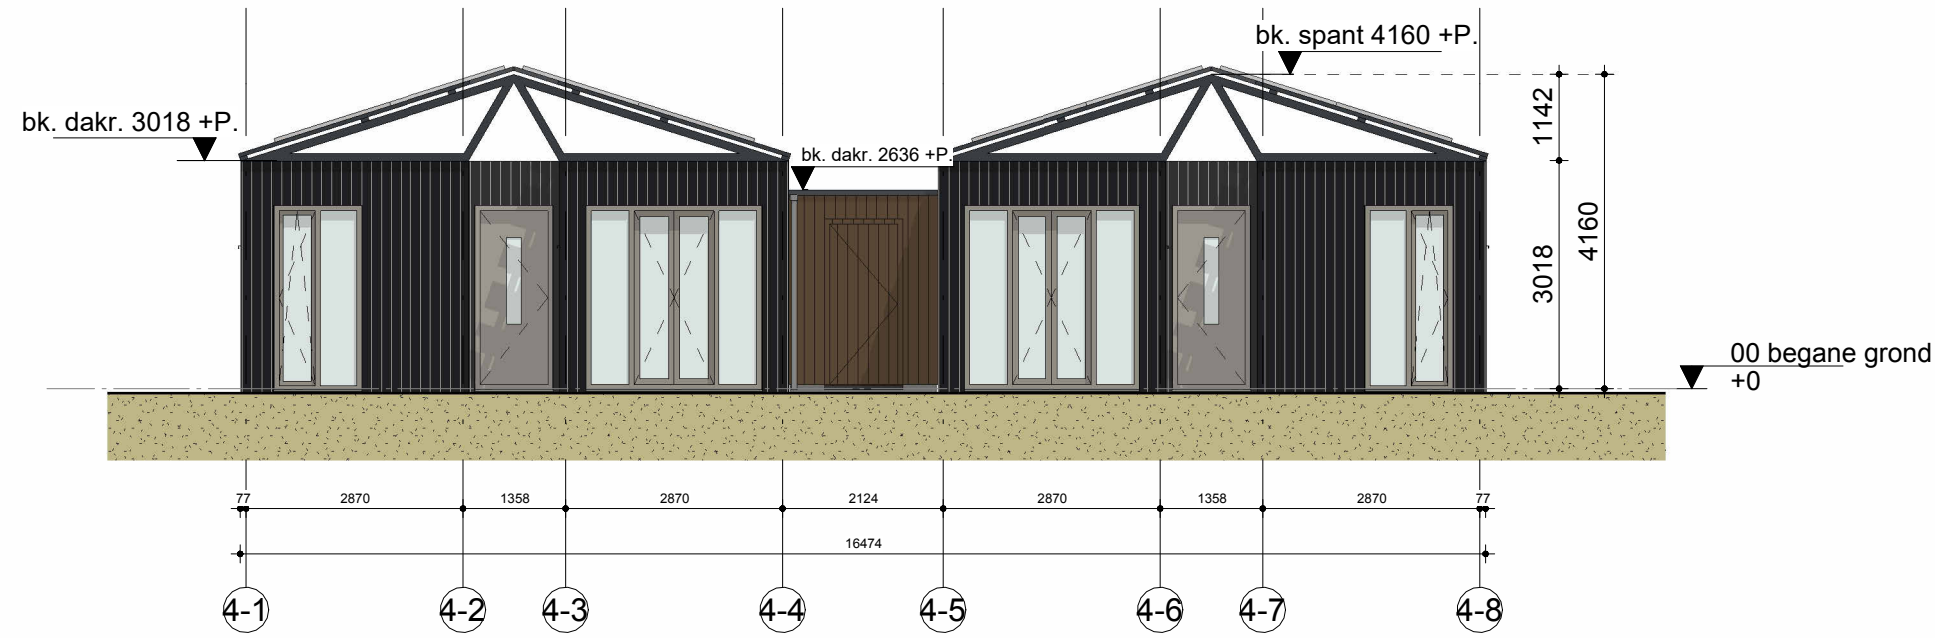 bk. spant 4160 +P.
bk. dakr. 3018 +P.
bk. dakr. 2636 +P.
1142
3018
4160
00 begane grond
+0
77 2870 1358 2870 2124 2870 1358 2870 77
16474
4-1 4-2 4-3 4-4 4-5 4-6 4-7 4-8